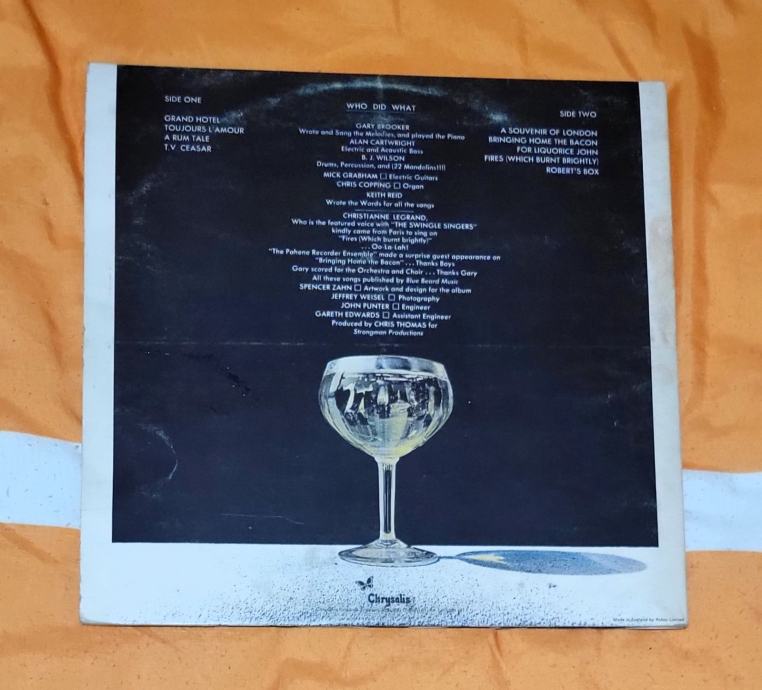 SIDE ONE
GRAND HOTEL
TOUJOURS L'AMOUR
A RUM TALE
T.V. CEASAR
WHO DID WHAT
GARY BROOKER
Wrote and Sang the Melodies, and played the Piano
ALAN CARTWRIGHT
Electric and Acoustic Bass
B. J. WILSON
Drums, Percussion, and (22 Mandolins!!!)
MICK GRABHAM □ Electric Guitars
CHRIS COPPING □ Organ
KEITH REID
Wrote the Words for all the songs
CHRISTIANNE LEGRAND,
Who is the featured voice with "THE SWINGLE SINGERS"
kindly came from Paris to sing on
"Fires (Which burnt brightly)"
...Oo-La-Lah!
"The Pahene Recorder Ensemble" made a surprise guest appearance on
"Bringing Home the Bacon"...Thanks Boys
Gary scored for the Orchestra and Choir...Thanks Gary
All these songs published by Blue Beard Music
SPENCER ZAHN □ Artwork and design for the album
JEFFREY WEISEL □ Photography
JOHN PUNTER □ Engineer
GARETH EDWARDS □ Assistant Engineer
Produced by CHRIS THOMAS for
Strongman Productions
SIDE TWO
A SOUVENIR OF LONDON
BRINGING HOME THE BACON
FOR LIQUORICE JOHN
FIRES (WHICH BURNT BRIGHTLY)
ROBERT'S BOX
Chrysalis
Made in England by